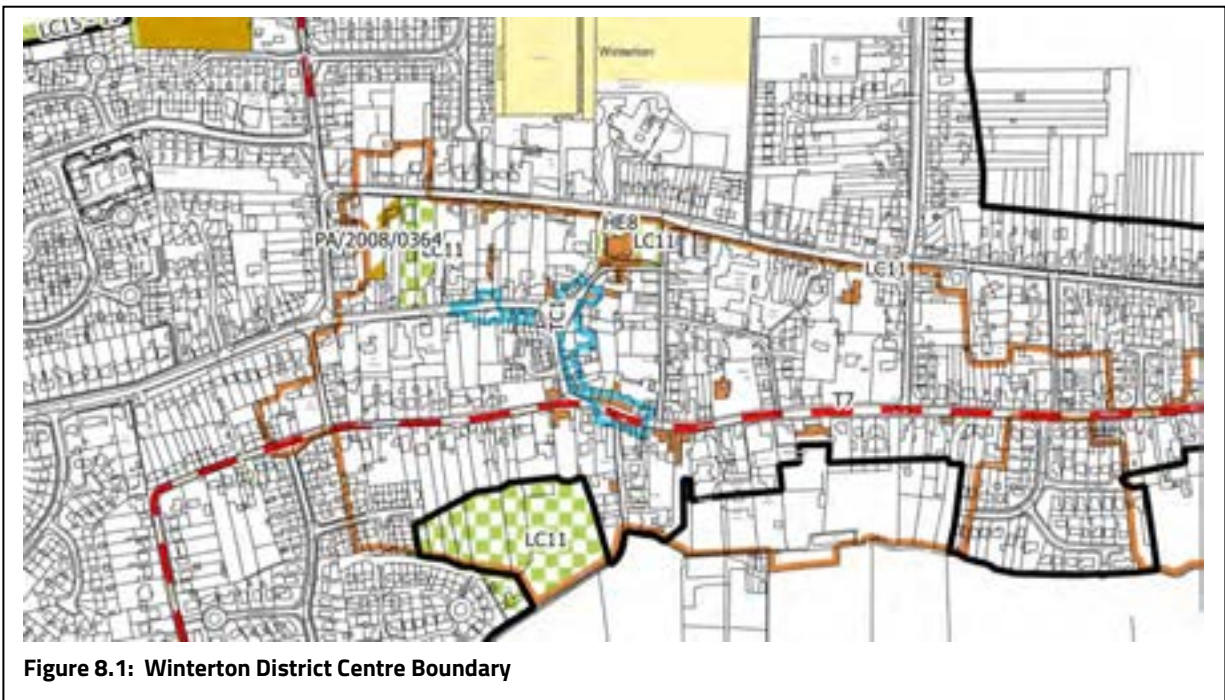 Winterton
HE8
LC11
PA/2008/0364
LC11
LC11
T7
LC11
Figure 8.1: Winterton District Centre Boundary